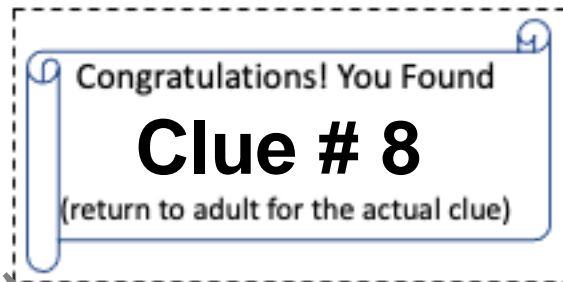 Congratulations! You Found
Clue # 8
(return to adult for the actual clue)